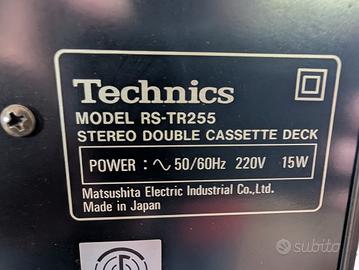 Technics
MODEL RS-TR255
STEREO DOUBLE CASSETTE DECK
POWER : ∿ 50/60Hz 220V 15W
Matsushita Electric Industrial Co.,Ltd.
Made in Japan
subito